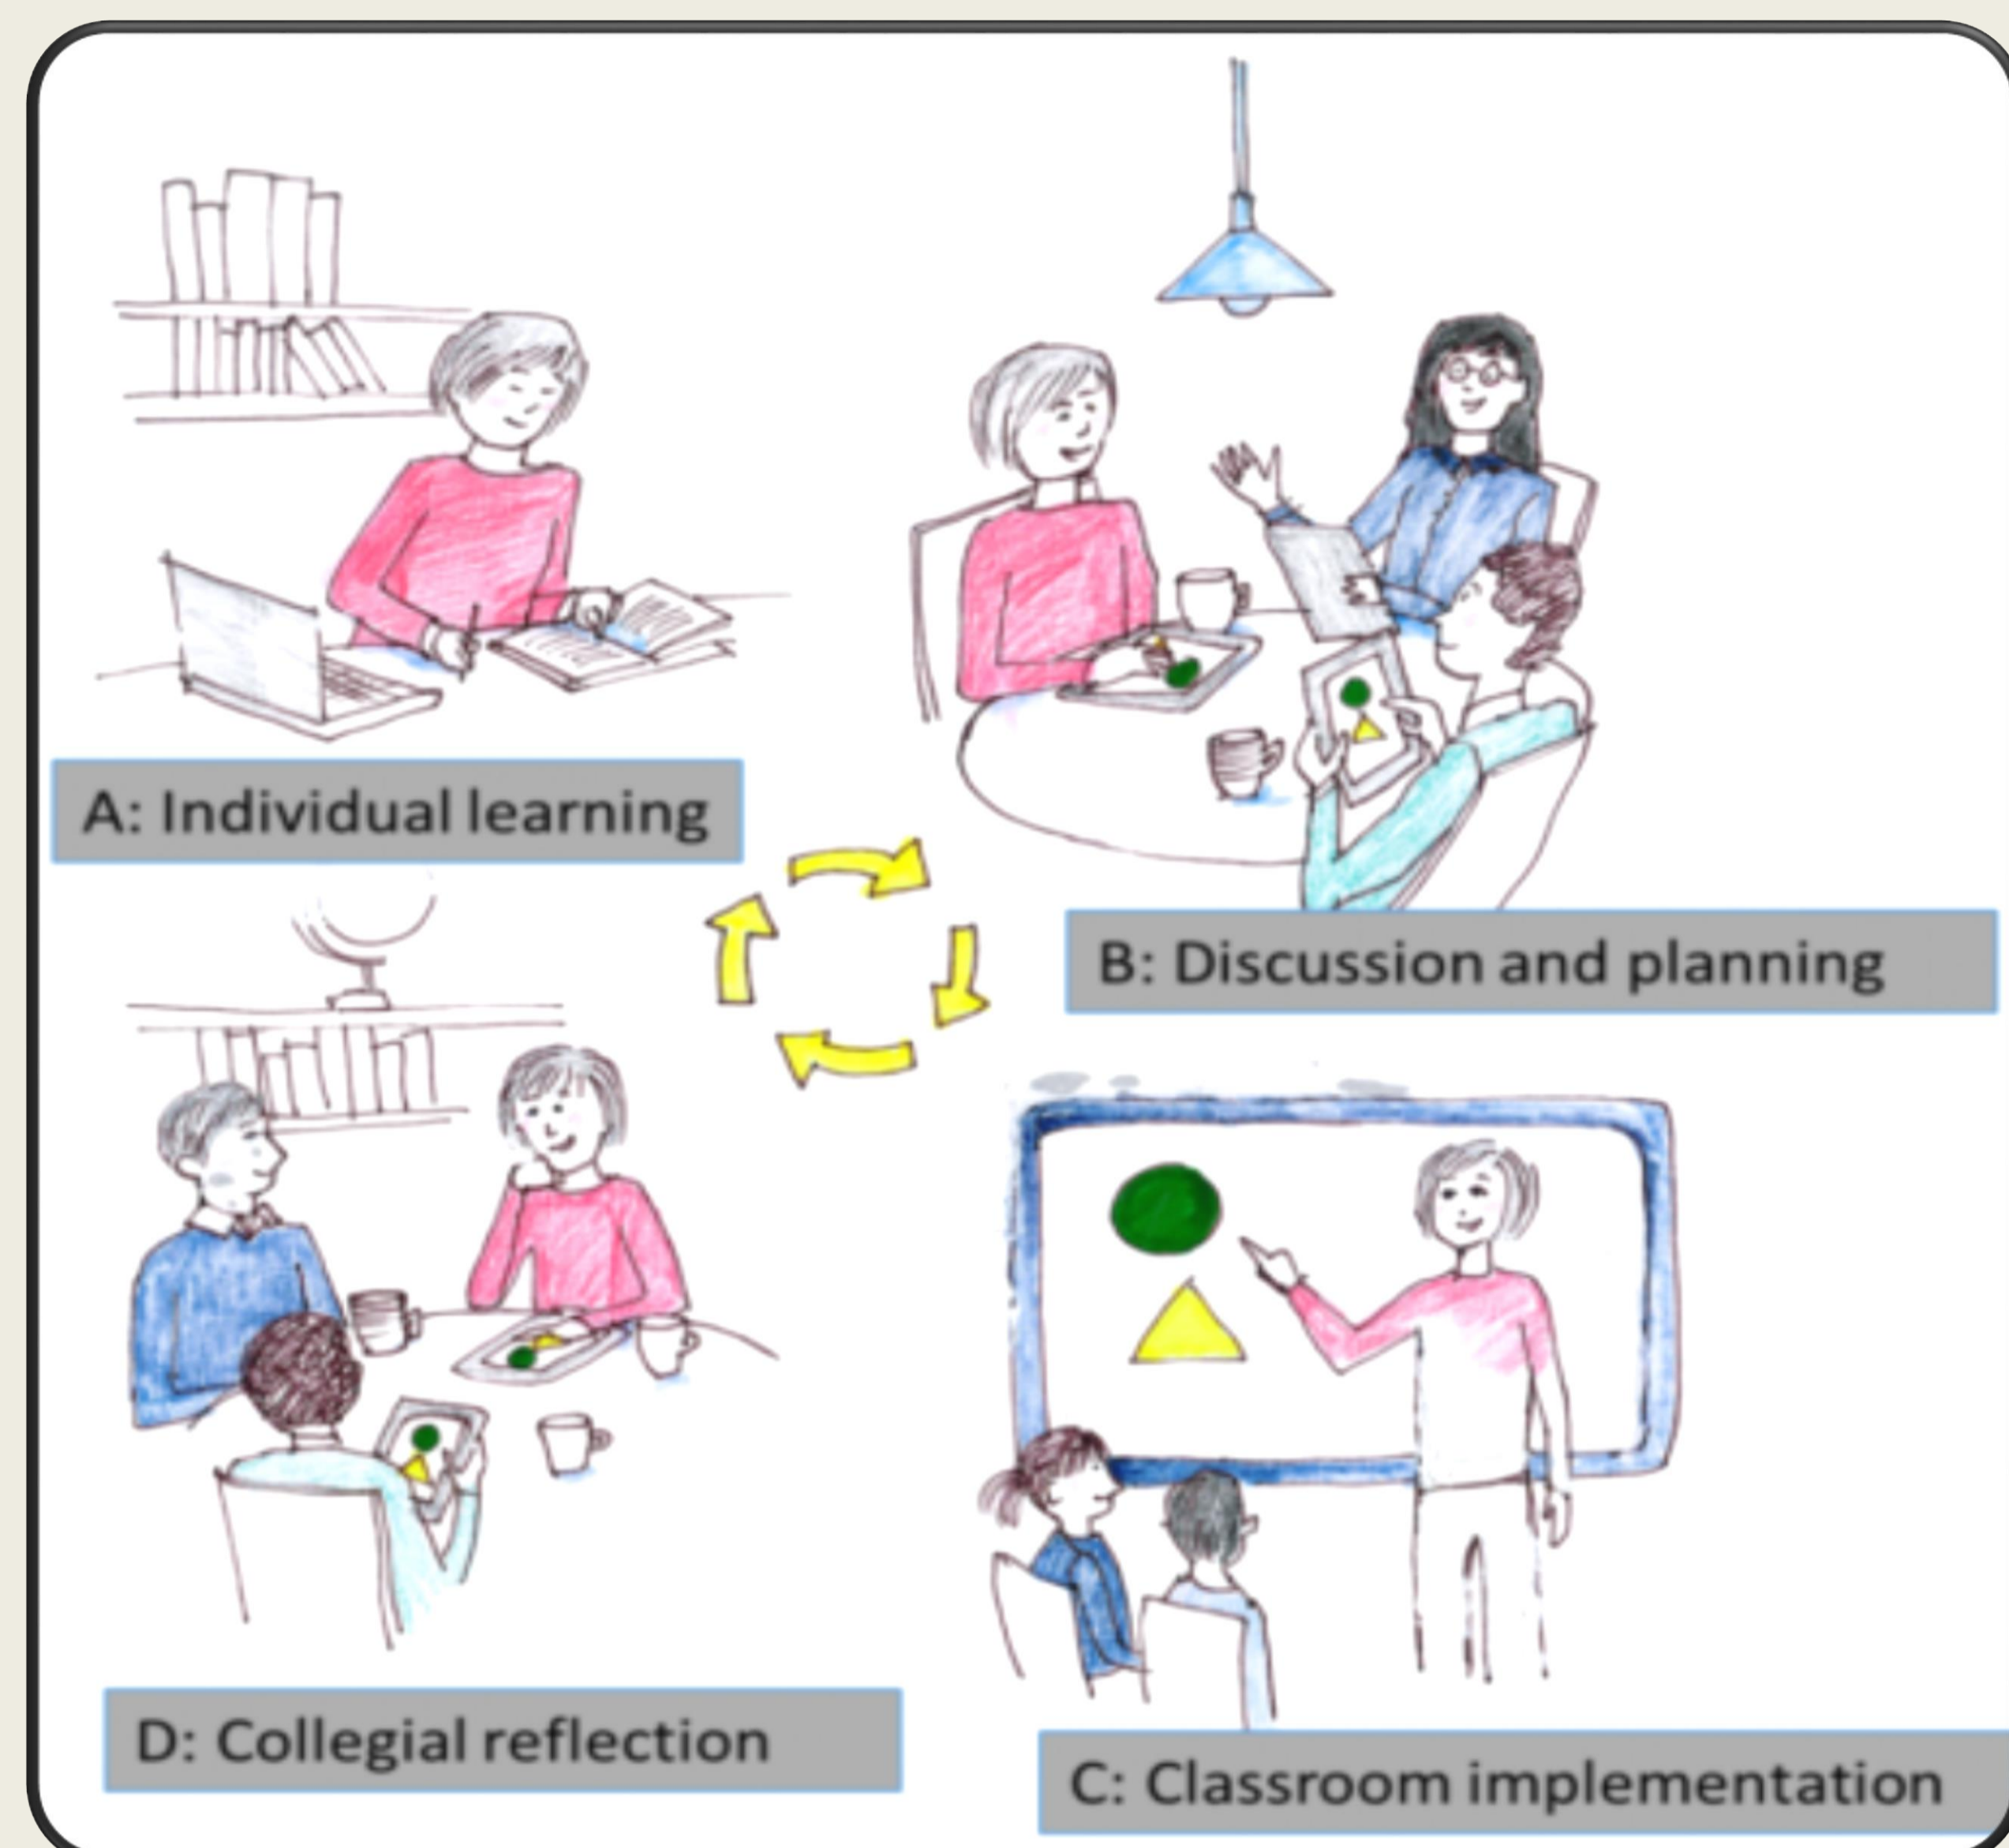 A: Individual learning
B: Discussion and planning
D: Collegial reflection
C: Classroom implementation